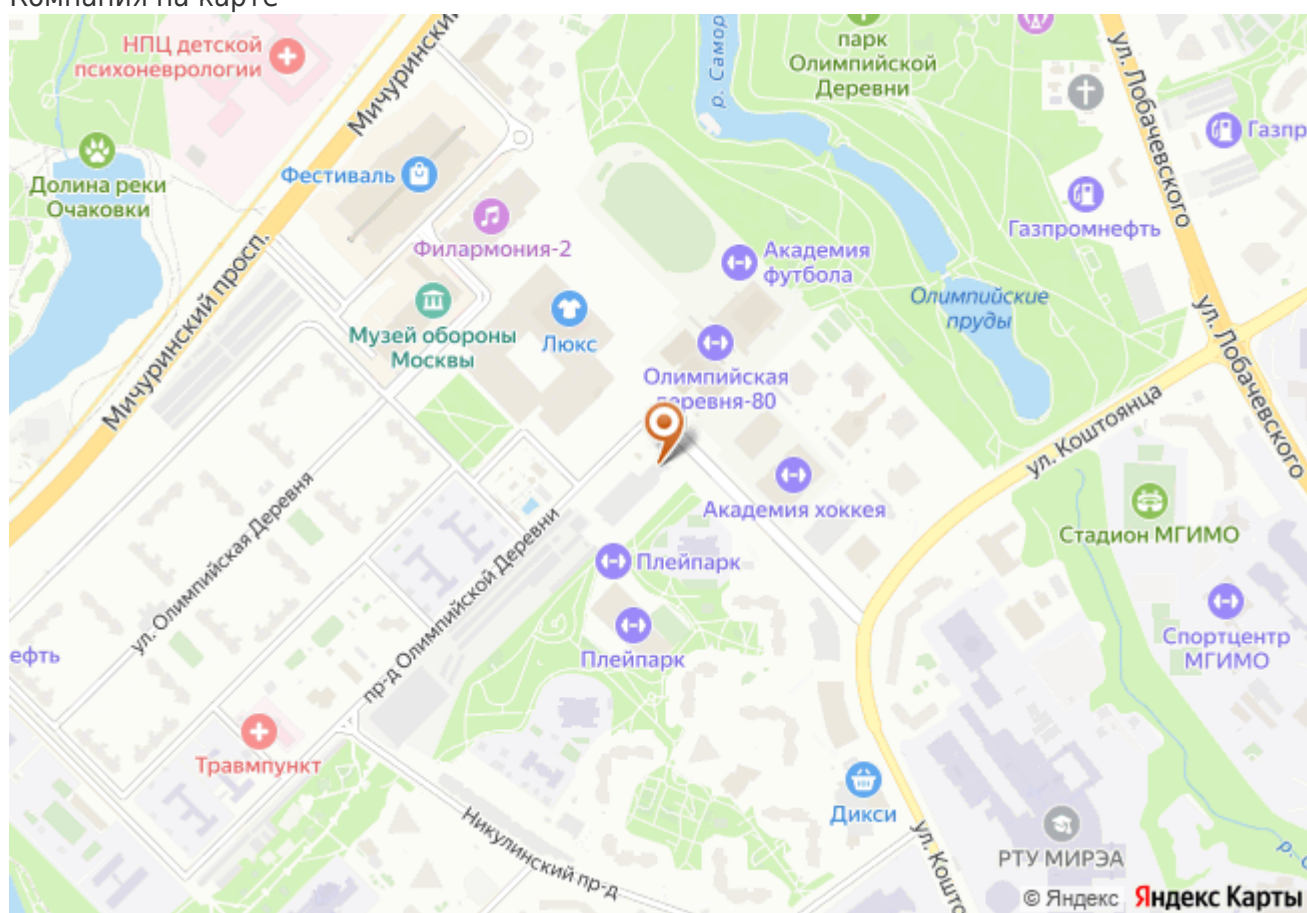 Компания на карте
НПЦ детской
психоневрологии
Мичуринский
р. Самор
парк
Олимпийской
Деревни
ул. Лобачевского
Газпр
Долина реки
Очаковки
Фестиваль
Филармония-2
Газпромнефть
Академия
футбола
Мичуринский просп.
Музей обороны
Москвы
Люкс
Олимпийские
пруды
ул. Лобачевского
Олимпийская
деревня-80
ул. Коштоянца
Академия хоккея
Стадион МГИМО
ул. Олимпийская Деревня
пр-д Олимпийской Деревни
Плейпарк
Плейпарк
Спортцентр
МГИМО
ефть
Травмпункт
Дикси
Никулинский пр-д
ул. Кошто
РТУ МИРЭА
р.
© Яндекс Яндекс Карты